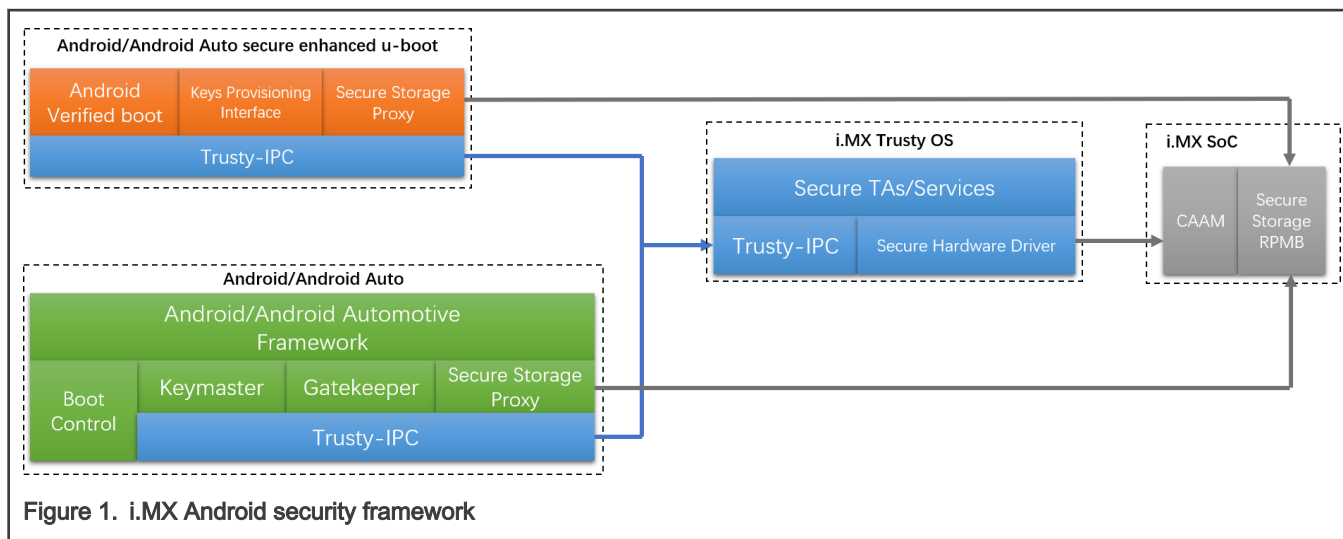 Android/Android Auto secure enhanced u-boot
Android
Verified boot
Keys Provisioning
Interface
Secure Storage
Proxy
Trusty-IPC
i.MX Trusty OS
Secure TAs/Services
Trusty-IPC
Secure Hardware Driver
i.MX SoC
CAAM
Secure
Storage
RPMB
Android/Android Auto
Android/Android Automotive
Framework
Boot
Control
Keymaster
Gatekeeper
Secure Storage
Proxy
Trusty-IPC
Figure 1. i.MX Android security framework